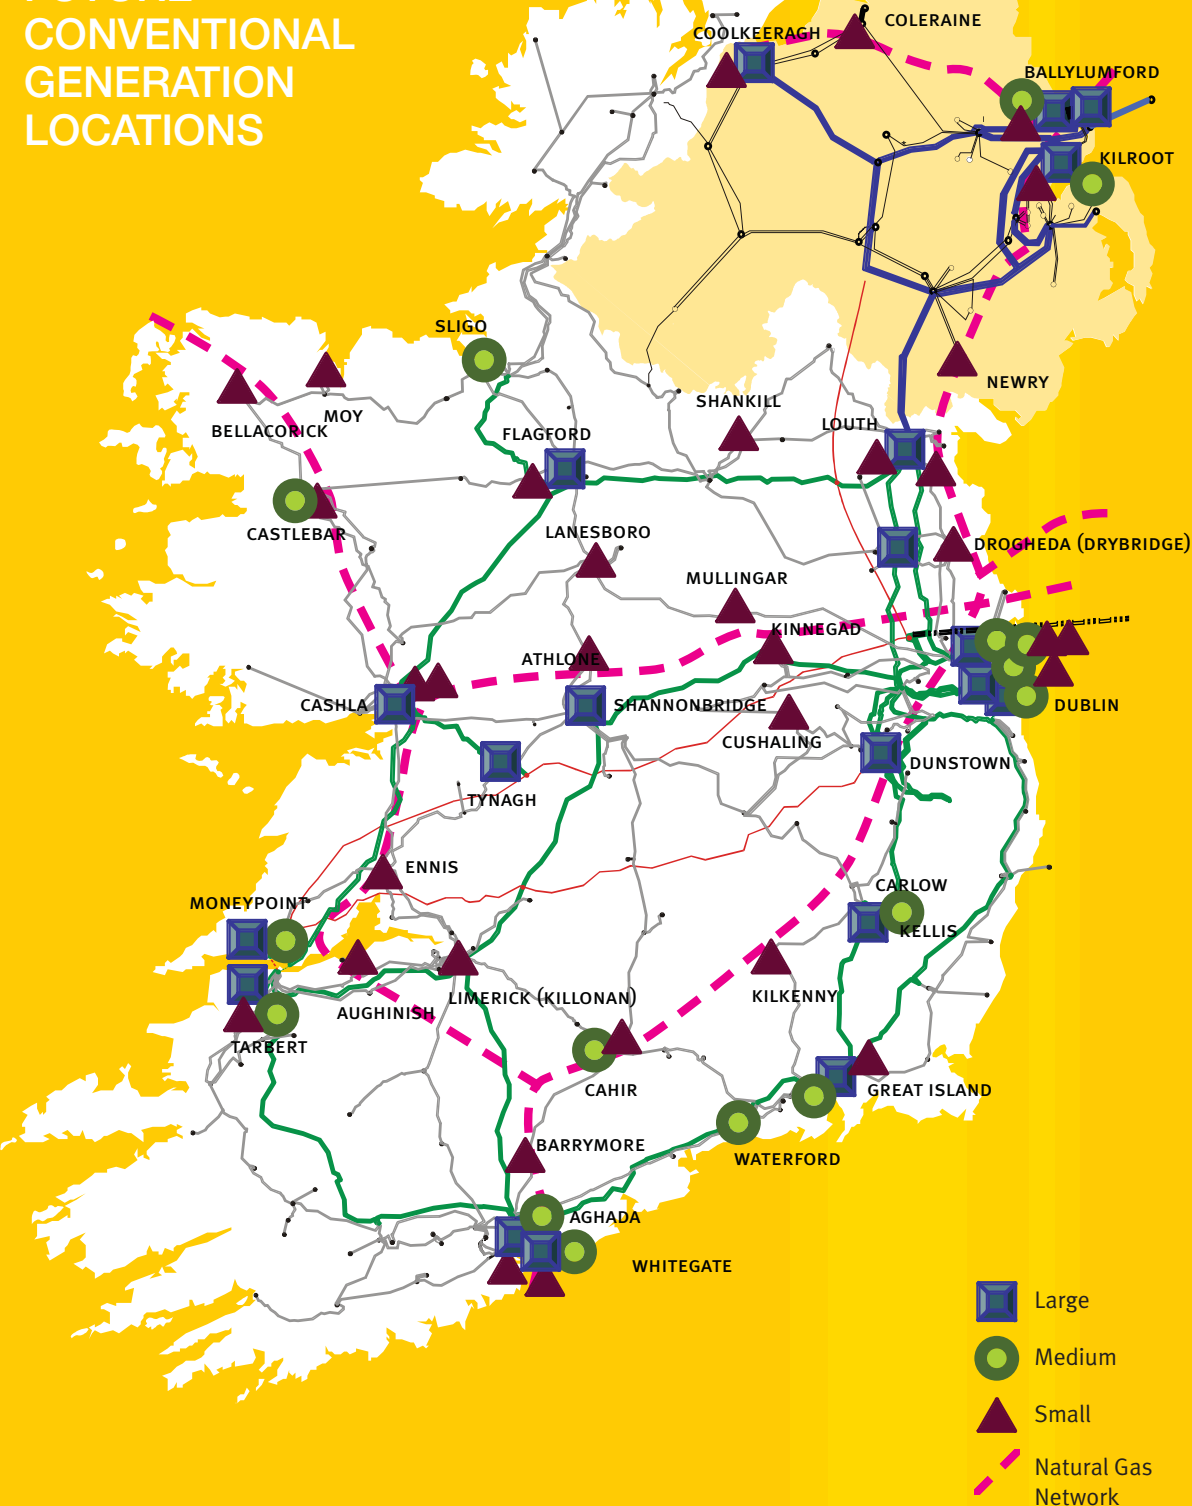 CONVENTIONAL
GENERATION
LOCATIONS
COLERAINE
COOLKEERAGH
BALLYLUMFORD
KILROOT
SLIGO
NEWRY
MOY
SHANKILL
BELLACORICK
FLAGFORD
LOUTH
CASTLEBAR
LANESBORO
DROGHEDA (DRYBRIDGE)
MULLINGAR
KINNEGAD
ATHLONE
CASHLA
SHANNONBRIDGE
DUBLIN
CUSHALING
DUNSTOWN
TYNAGH
ENNIS
CARLOW
MONEYPOINT
KELLIS
LIMERICK (KILLONAN)
KILKENNY
AUGHINISH
TARBERT
CAHIR
GREAT ISLAND
BARRYMORE
WATERFORD
AGHADA
WHITEGATE
Large
Medium
Small
Natural Gas
Network